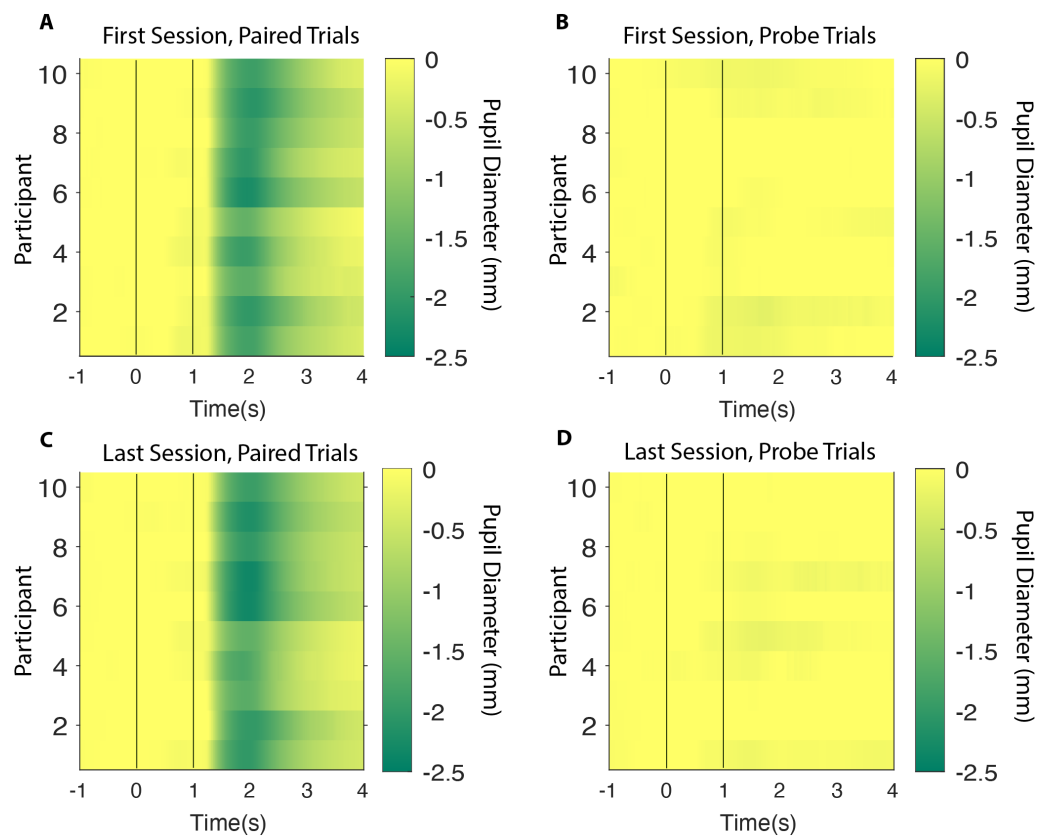 A
First Session, Paired Trials
10
8
6
4
2
Participant
-1 0 1 2 3 4
Time(s)
0
-0.5
-1
-1.5
-2
-2.5
Pupil Diameter (mm)
B
First Session, Probe Trials
10
8
6
4
2
Participant
-1 0 1 2 3 4
Time(s)
0
-0.5
-1
-1.5
-2
-2.5
Pupil Diameter (mm)
C
Last Session, Paired Trials
10
8
6
4
2
Participant
-1 0 1 2 3 4
Time(s)
0
-0.5
-1
-1.5
-2
-2.5
Pupil Diameter (mm)
D
Last Session, Probe Trials
10
8
6
4
2
Participant
-1 0 1 2 3 4
Time(s)
0
-0.5
-1
-1.5
-2
-2.5
Pupil Diameter (mm)